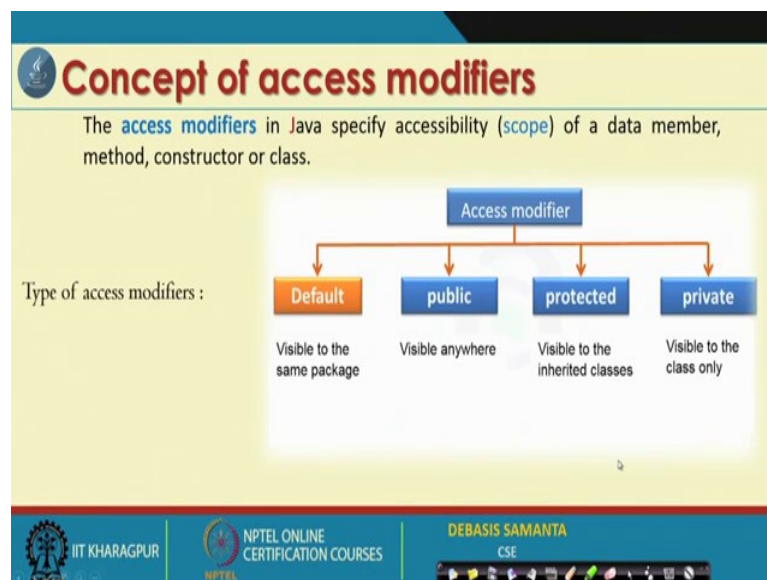 Concept of access modifiers
The access modifiers in Java specify accessibility (scope) of a data member,
method, constructor or class.
Access modifier
Type of access modifiers :
Default
public
protected
private
Visible to the
same package
Visible anywhere
Visible to the
inherited classes
Visible to the
class only
IIT KHARAGPUR
NPTEL ONLINE
CERTIFICATION COURSES
NPTEL
DEBASIS SAMANTA
CSE